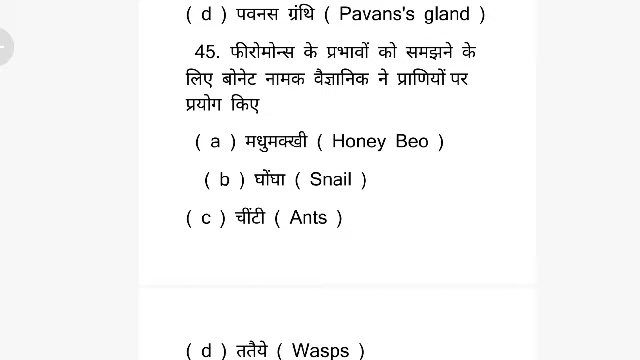 ( d ) पवनस ग्रंथि ( Pavans's gland )
45. फीरोमोन्स के प्रभावों को समझने के
लिए बोनेट नामक वैज्ञानिक ने प्राणियों पर
प्रयोग किए
( a ) मधुमक्खी ( Honey Beo )
( b ) घोंघा ( Snail )
( c ) चींटी ( Ants )
( d ) ततैये ( Wasps )